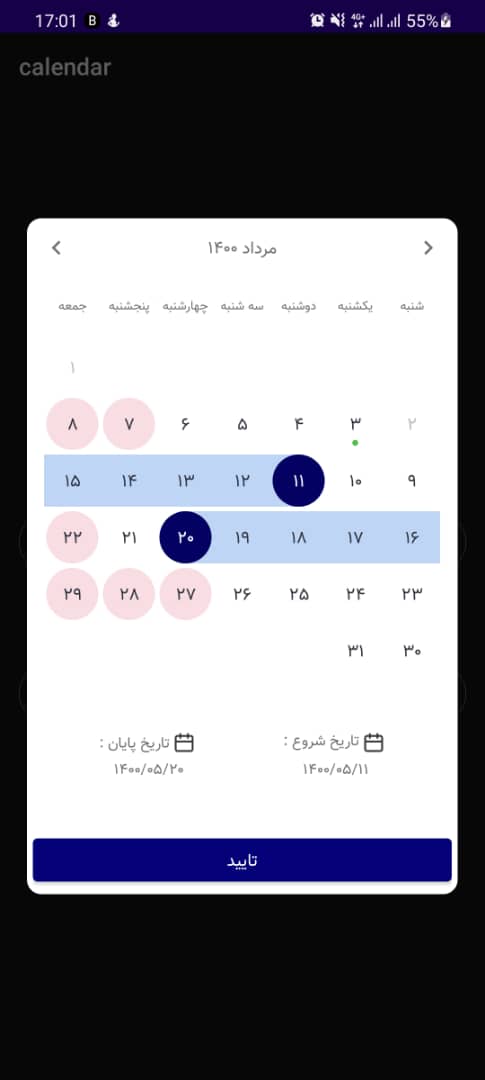 17:01 B 4G+ 55%
calendar
مرداد ۱۴۰۰
شنبه یکشنبه دوشنبه سه شنبه چهارشنبه پنجشنبه جمعه
۱
۲ ۳ ۴ ۵ ۶ ۷ ۸
۹ ۱۰ ۱۱ ۱۲ ۱۳ ۱۴ ۱۵
۱۶ ۱۷ ۱۸ ۱۹ ۲۰ ۲۱ ۲۲
۲۳ ۲۴ ۲۵ ۲۶ ۲۷ ۲۸ ۲۹
۳۰ ۳۱
تاریخ شروع : تاریخ پایان :
۱۴۰۰/۰۵/۱۱ ۱۴۰۰/۰۵/۲۰
تایید